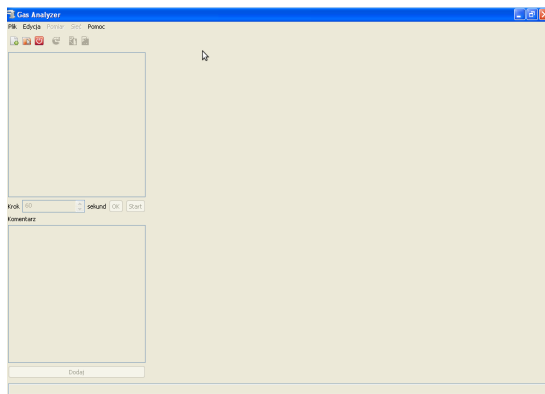 Gas Analyzer
Plik Edycja Pomiar Sieć Pomoc
Krok 60 sekund OK Start
Komentarz
Dodaj